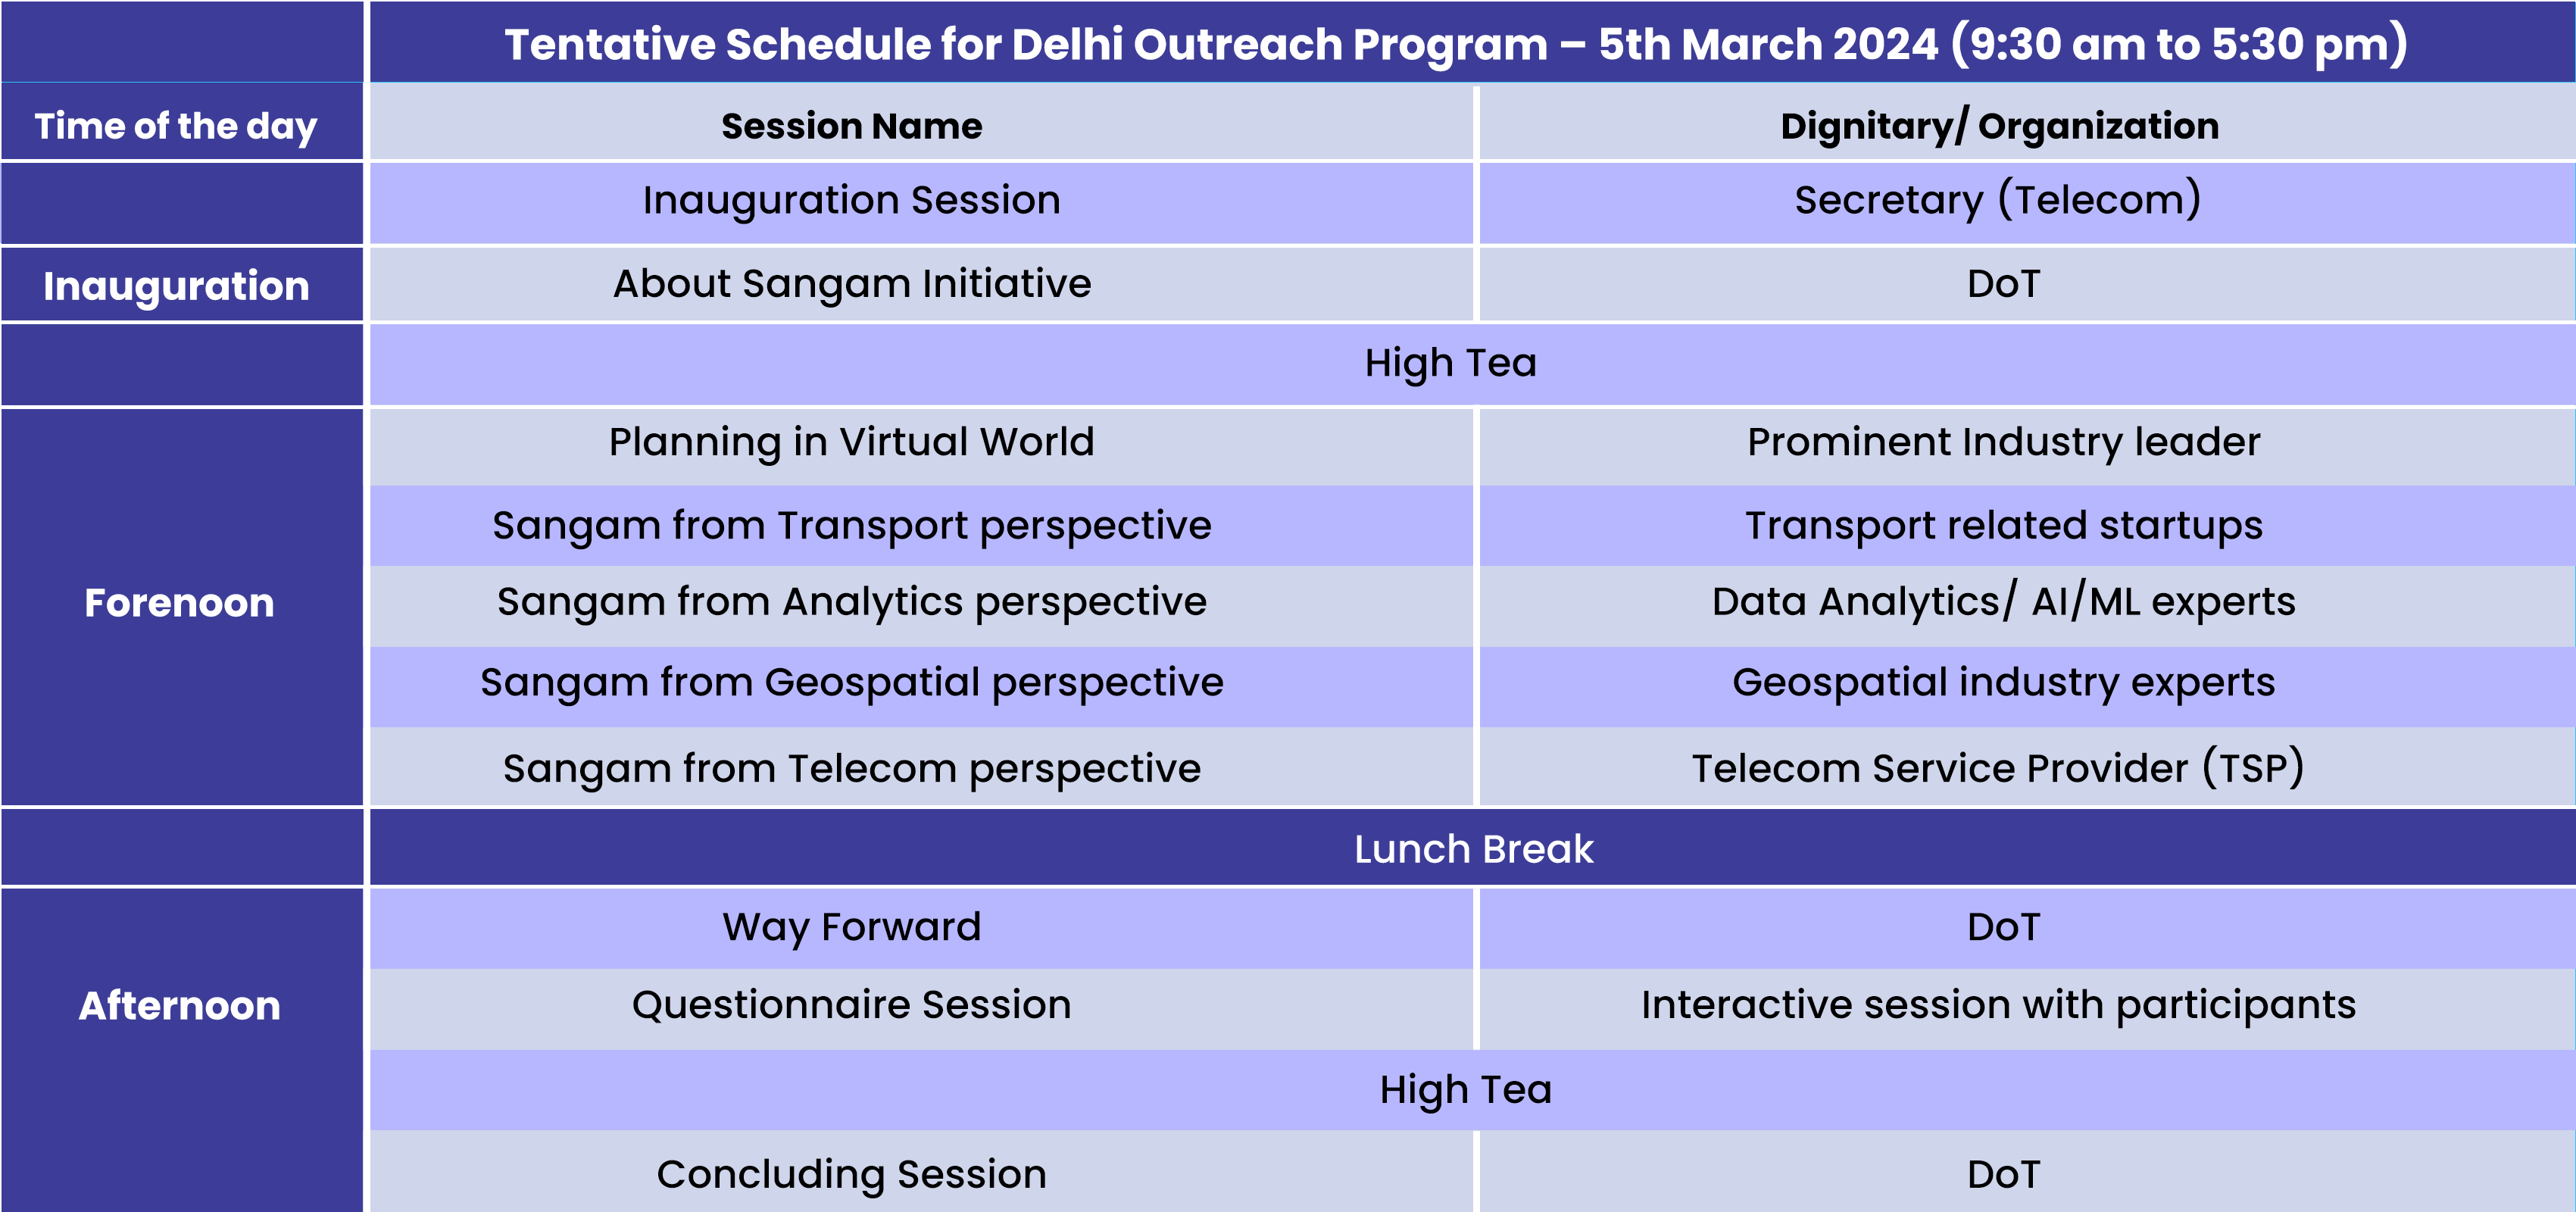 Tentative Schedule for Delhi Outreach Program – 5th March 2024 (9:30 am to 5:30 pm)
Time of the day Session Name Dignitary/ Organization
Inauguration Session Secretary (Telecom)
Inauguration About Sangam Initiative DoT
High Tea
Planning in Virtual World Prominent Industry leader
Sangam from Transport perspective Transport related startups
Forenoon Sangam from Analytics perspective Data Analytics/ AI/ML experts
Sangam from Geospatial perspective Geospatial industry experts
Sangam from Telecom perspective Telecom Service Provider (TSP)
Lunch Break
Way Forward DoT
Afternoon Questionnaire Session Interactive session with participants
High Tea
Concluding Session DoT